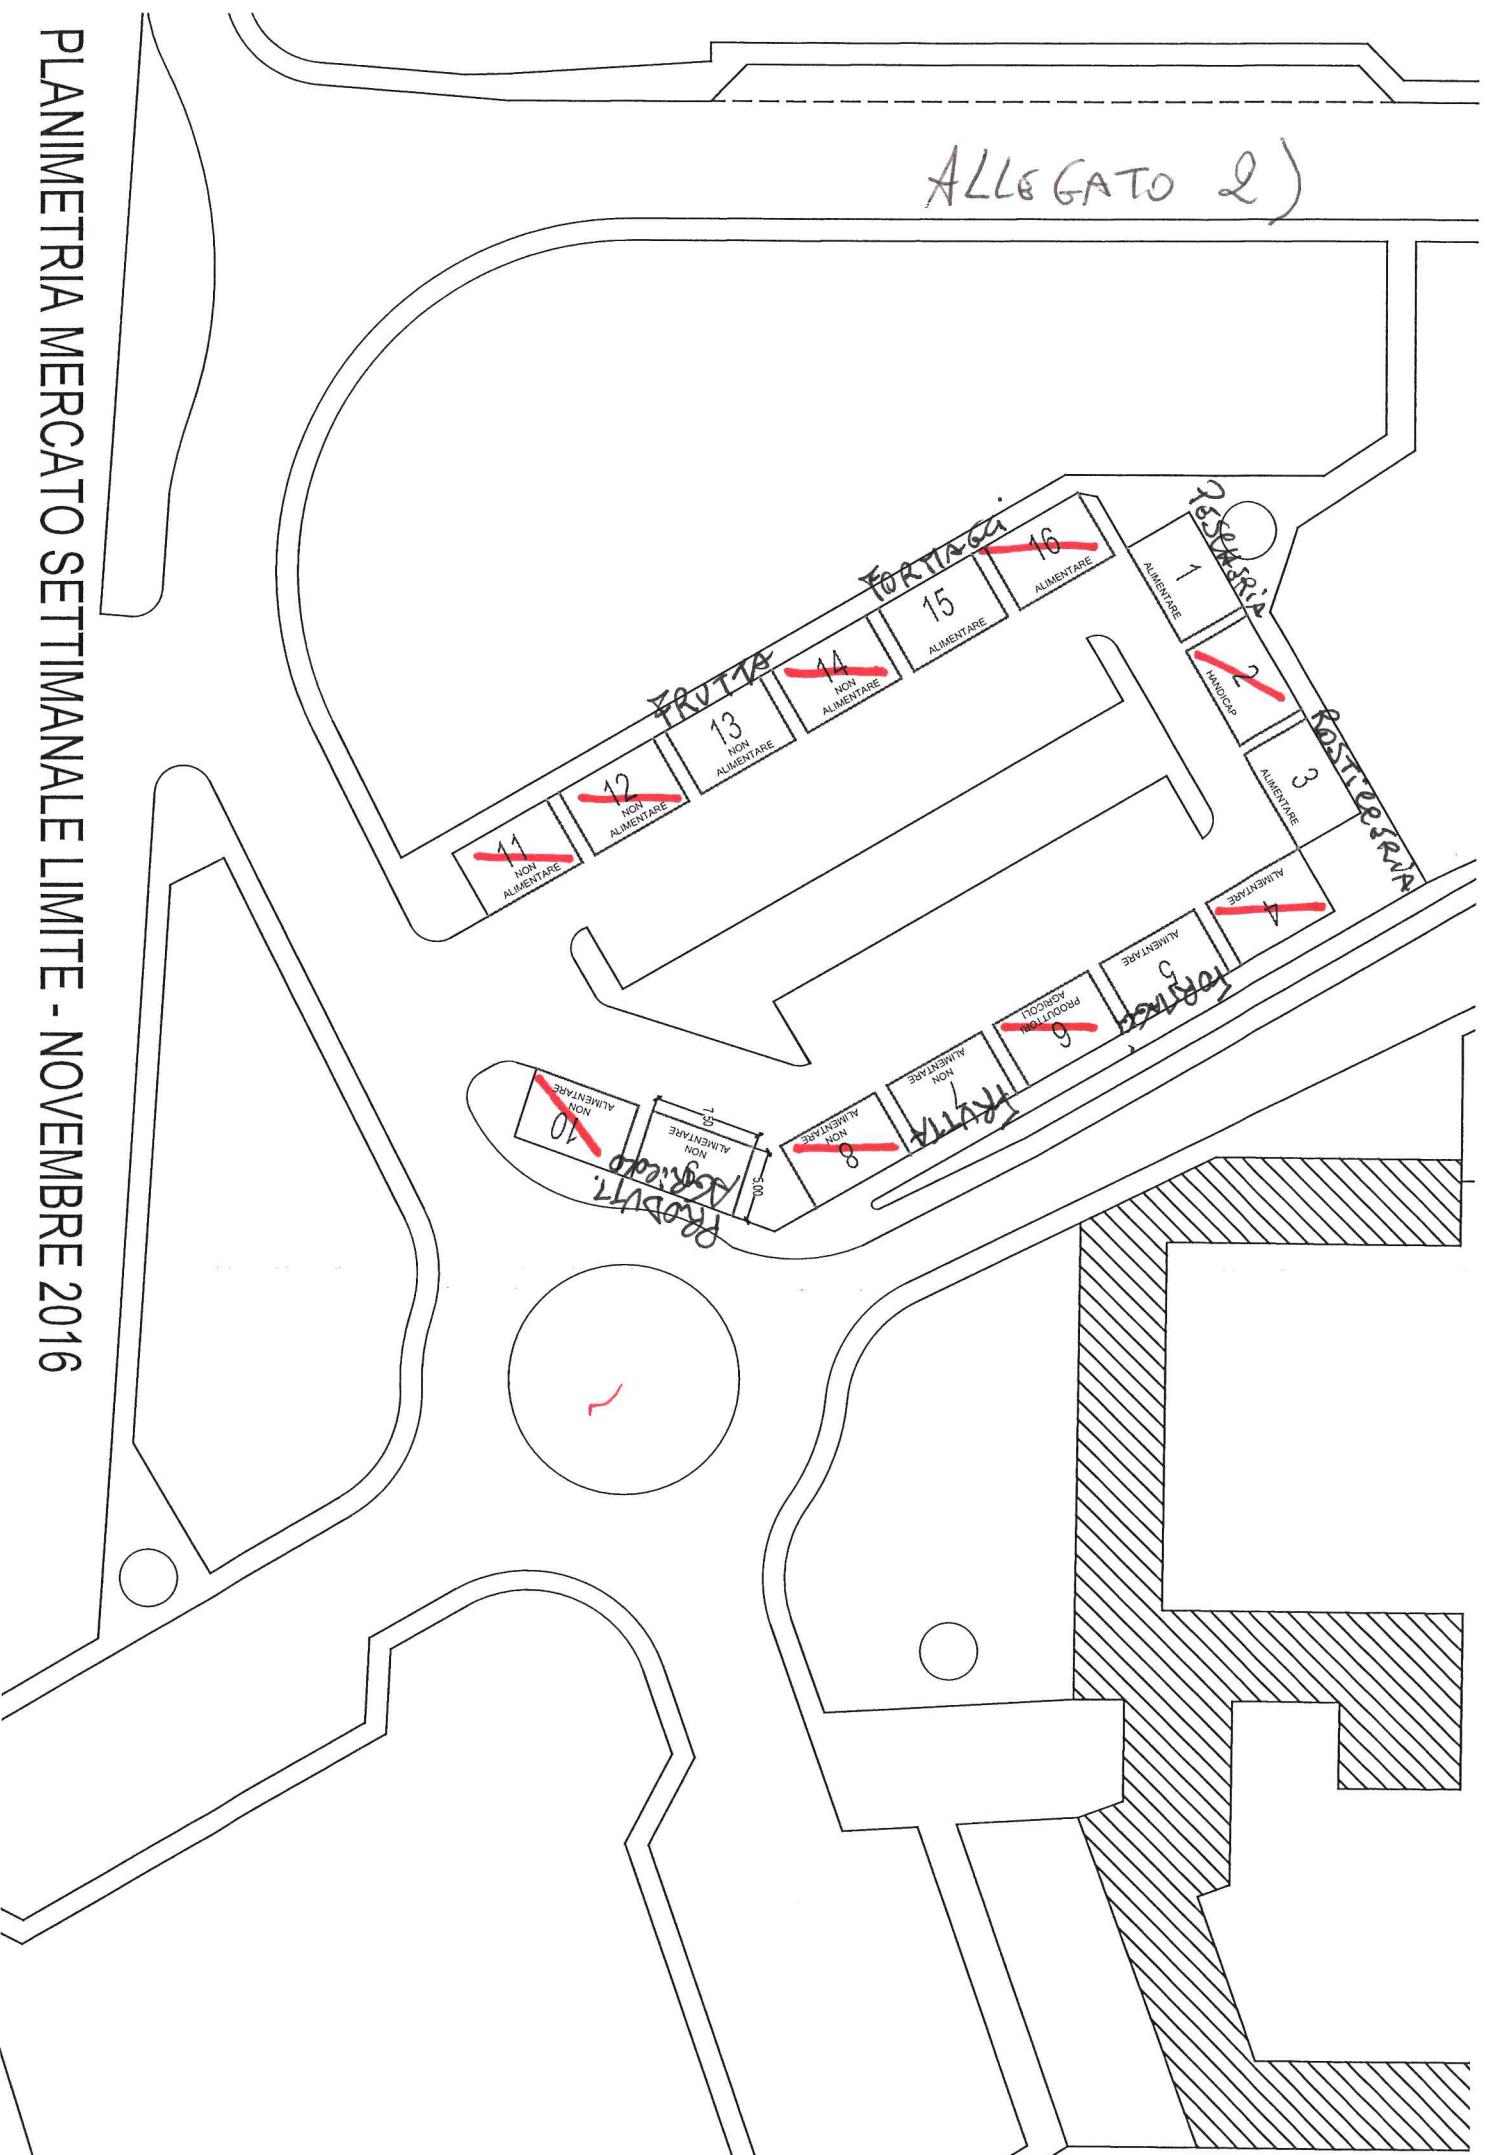 PLANIMETRIA MERCATO SETTIMANALE LIMITE - NOVEMBRE 2016
ALLEGATO 2)
PESCHERIA
1
ALIMENTARE
2
HANDICAP
ROSTICCERIA
3
ALIMENTARE
4
ALIMENTARE
5
ALIMENTARE
FORMAGGI
6
PRODUTTORI
AGRICOLI
7
NON
ALIMENTARE
FRUTTA
8
NON
ALIMENTARE
7.50
5.00
NON
ALIMENTARE
PRODUTT.
Agricolo
10
NON
ALIMENTARE
11
NON
ALIMENTARE
12
NON
ALIMENTARE
FRUTTA
13
NON
ALIMENTARE
14
NON
ALIMENTARE
FORMAGGI
15
ALIMENTARE
16
ALIMENTARE